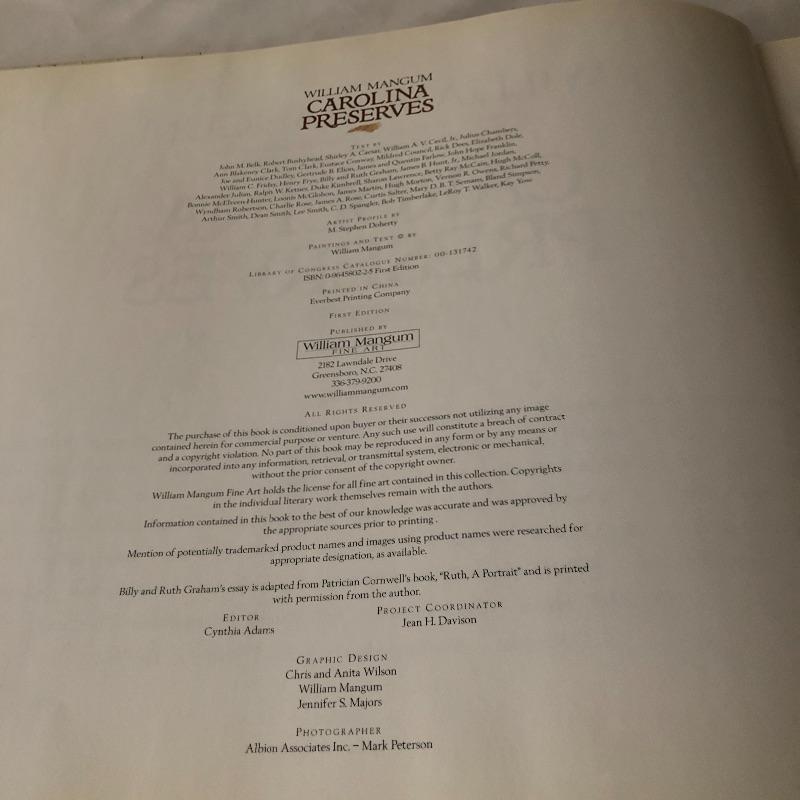 WILLIAM MANGUM
CAROLINA
PRESERVES
TEXT BY
John M. Belk, Robert Bushyhead, Shirley A. Caesar, William A. V. Cecil, Jr., Julius Chambers,
Ann Blakeney Clark, Tom Clark, Eustace Conway, Mildred Council, Rick Dees, Elizabeth Dole,
Joe and Eunice Dudley, Gertrude B. Elion, James and Quentin Farlow, John Hope Franklin,
William C. Friday, Henry Frye, Billy and Ruth Graham, James B. Hunt, Jr., Michael Jordan,
Alexander Julian, Ralph W. Ketner, Duke Kimbrell, Sharon Lawrence, Betty Ray McCain, Hugh McColl,
Bonnie McElveen-Hunter, Loonis McGlohon, James Martin, Hugh Morton, Vernon R. Owens, Richard Petty,
Wyndham Robertson, Charlie Rose, James A. Rose, Curtis Salter, Mary D. B. T. Semans, Bland Simpson,
Arthur Smith, Dean Smith, Lee Smith, C. D. Spangler, Bob Timberlake, LeRoy T. Walker, Kay Yow
ARTIST PROFILE BY
M. Stephen Doherty
PAINTINGS AND TEXT © BY
William Mangum
LIBRARY OF CONGRESS CATALOGUE NUMBER: 00-131742
ISBN: 0-9645802-2-5 First Edition
PRINTED IN CHINA
Everbest Printing Company
FIRST EDITION
PUBLISHED BY
William Mangum
FINE ART
2182 Lawndale Drive
Greensboro, N.C. 27408
336-379-9200
www.williammangum.com
ALL RIGHTS RESERVED
The purchase of this book is conditioned upon buyer or their successors not utilizing any image
contained herein for commercial purpose or venture. Any such use will constitute a breach of contract
and a copyright violation. No part of this book may be reproduced in any form or by any means or
incorporated into any information, retrieval, or transmittal system, electronic or mechanical,
without the prior consent of the copyright owner.
William Mangum Fine Art holds the license for all fine art contained in this collection. Copyrights
in the individual literary work themselves remain with the authors.
Information contained in this book to the best of our knowledge was accurate and was approved by
the appropriate sources prior to printing.
Mention of potentially trademarked product names and images using product names were researched for
appropriate designation, as available.
Billy and Ruth Graham's essay is adapted from Patrician Cornwell's book, "Ruth, A Portrait" and is printed
with permission from the author.
EDITOR
Cynthia Adams
PROJECT COORDINATOR
Jean H. Davison
GRAPHIC DESIGN
Chris and Anita Wilson
William Mangum
Jennifer S. Majors
PHOTOGRAPHER
Albion Associates Inc. – Mark Peterson